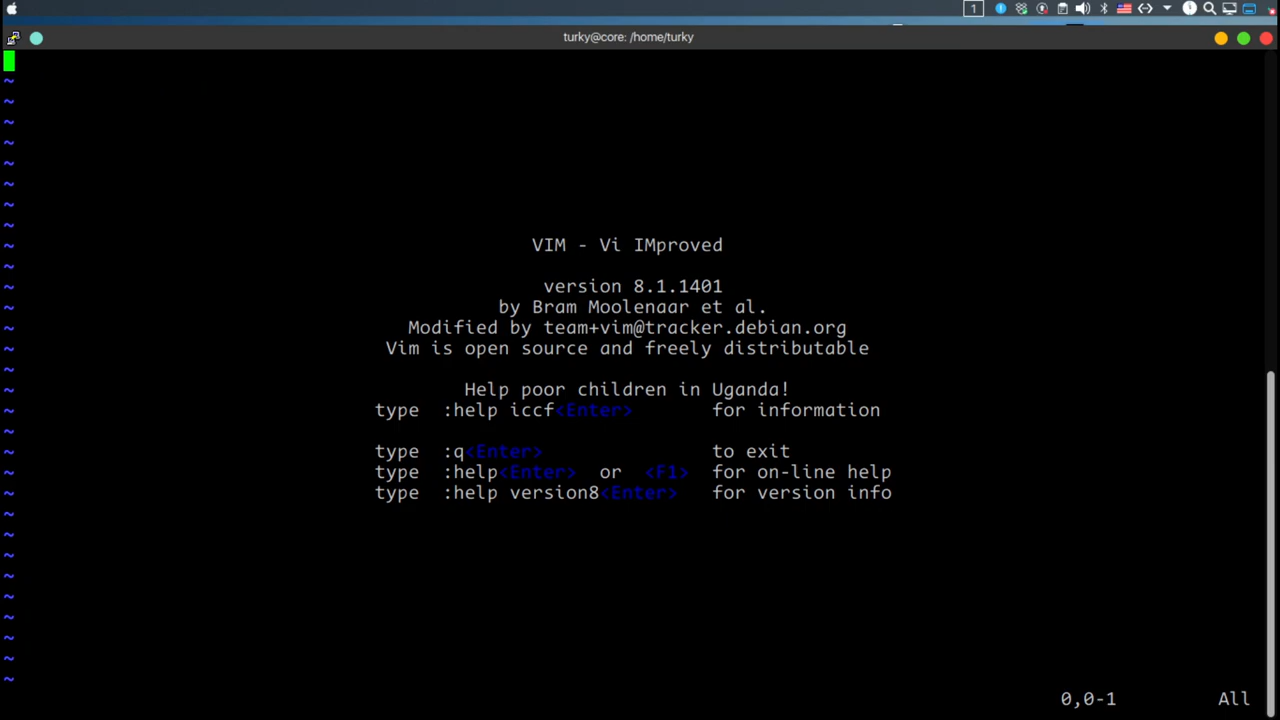 1
turky@core: /home/turky
~
~
~
~
~
~
~
~
~ VIM - Vi IMproved
~
~ version 8.1.1401
~ by Bram Moolenaar et al.
~ Modified by team+vim@tracker.debian.org
~ Vim is open source and freely distributable
~
~ Help poor children in Uganda!
~ type :help iccf<Enter> for information
~
~ type :q<Enter> to exit
~ type :help<Enter> or <F1> for on-line help
~ type :help version8<Enter> for version info
~
~
~
~
~
~
~
~
~
0,0-1 All